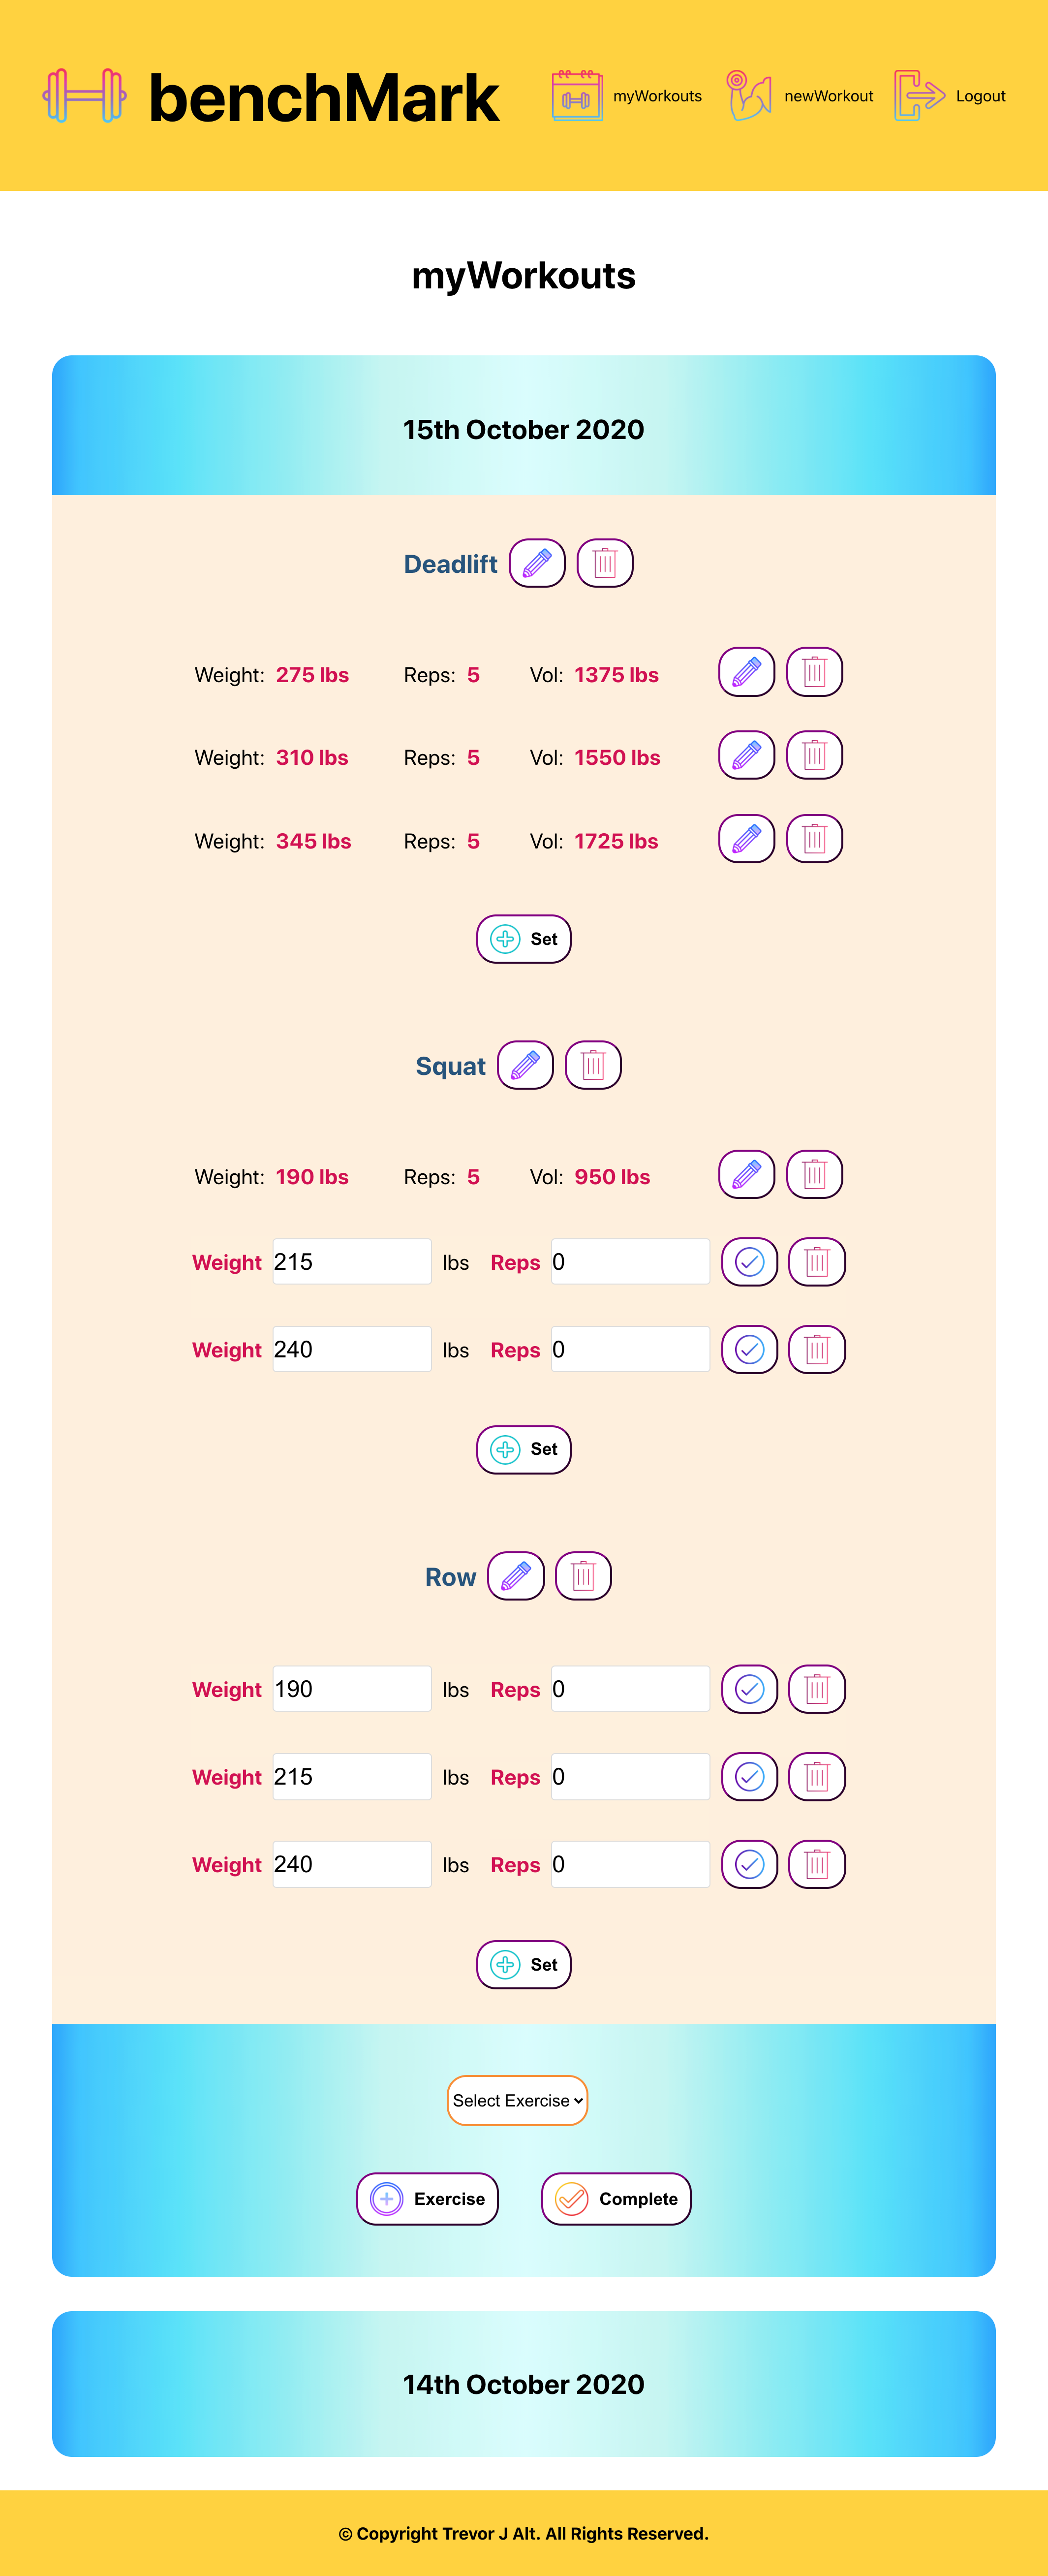 benchMark myWorkouts newWorkout Logout
myWorkouts
15th October 2020
Deadlift
Weight: 275 lbs Reps: 5 Vol: 1375 lbs
Weight: 310 lbs Reps: 5 Vol: 1550 lbs
Weight: 345 lbs Reps: 5 Vol: 1725 lbs
Set
Squat
Weight: 190 lbs Reps: 5 Vol: 950 lbs
Weight 215 lbs Reps 0
Weight 240 lbs Reps 0
Set
Row
Weight 190 lbs Reps 0
Weight 215 lbs Reps 0
Weight 240 lbs Reps 0
Set
Select Exercise
Exercise Complete
14th October 2020
© Copyright Trevor J Alt. All Rights Reserved.